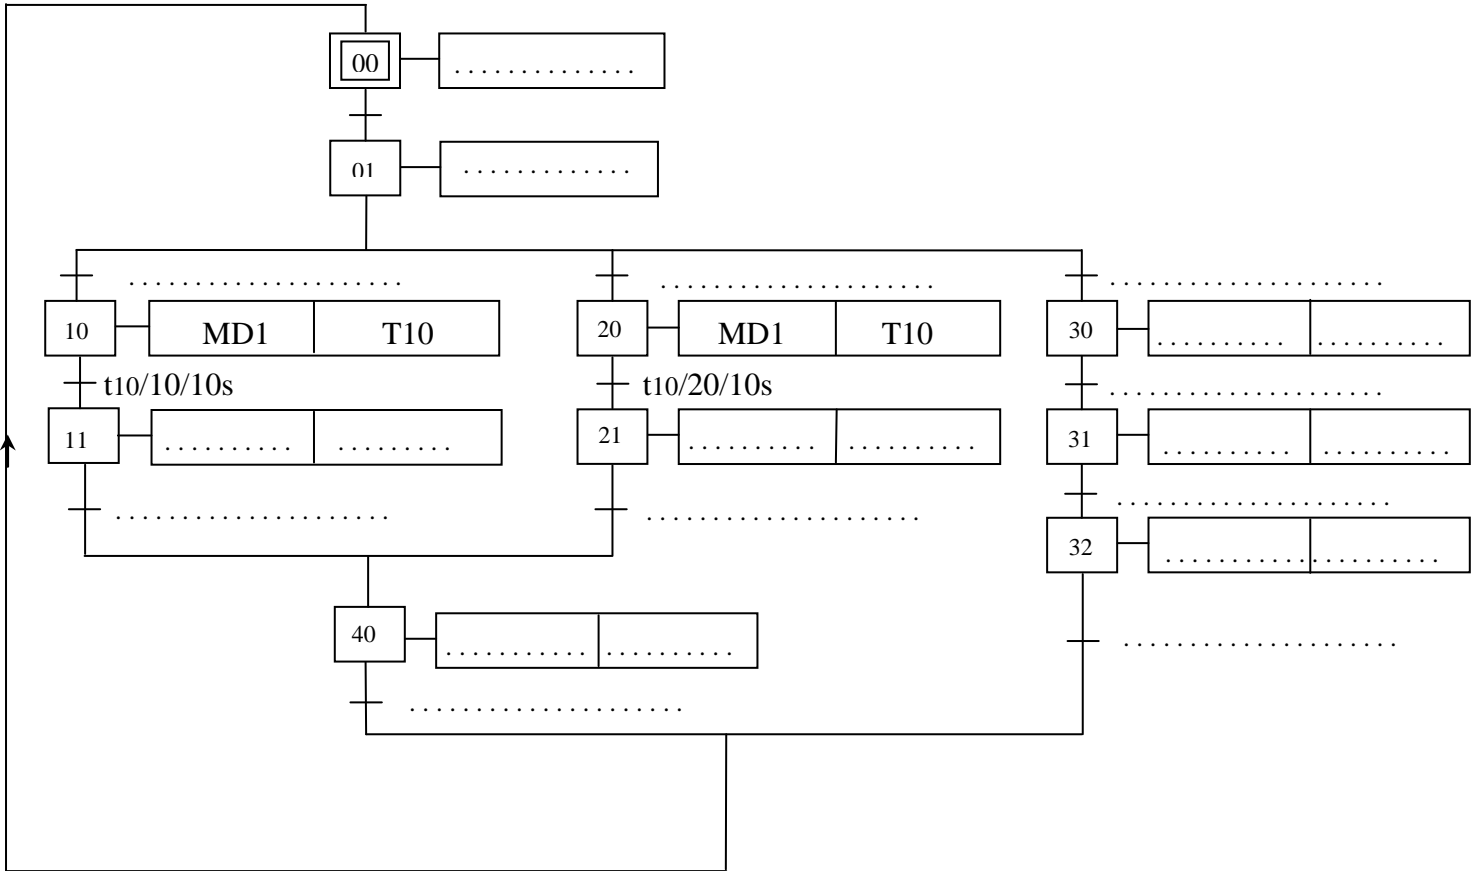 00 . . . . . . . . . . . . . .
01 . . . . . . . . . . . . .
. . . . . . . . . . . . . . . . . . . . . . . . . . . . . . . . . . . . . . . . . . . . . . . . . . . . . . . . . . . . . . .
10 MD1 T10 20 MD1 T10 30 . . . . . . . . . . . . . . . . . . . .
t10/10/10s t10/20/10s . . . . . . . . . . . . . . . . . . . . .
11 . . . . . . . . . . . . . . . . . . . 21 . . . . . . . . . . . . . . . . . . . . 31 . . . . . . . . . . . . . . . . . . . .
. . . . . . . . . . . . . . . . . . . . . . . . . . . . . . . . . . . . . . . . . . . . . . . . . . . . . . . . . . . . . . .
32 . . . . . . . . . . . . . . . . . . . . .
40 . . . . . . . . . . . . . . . . . . . . .
. . . . . . . . . . . . . . . . . . . . .
. . . . . . . . . . . . . . . . . . . . .